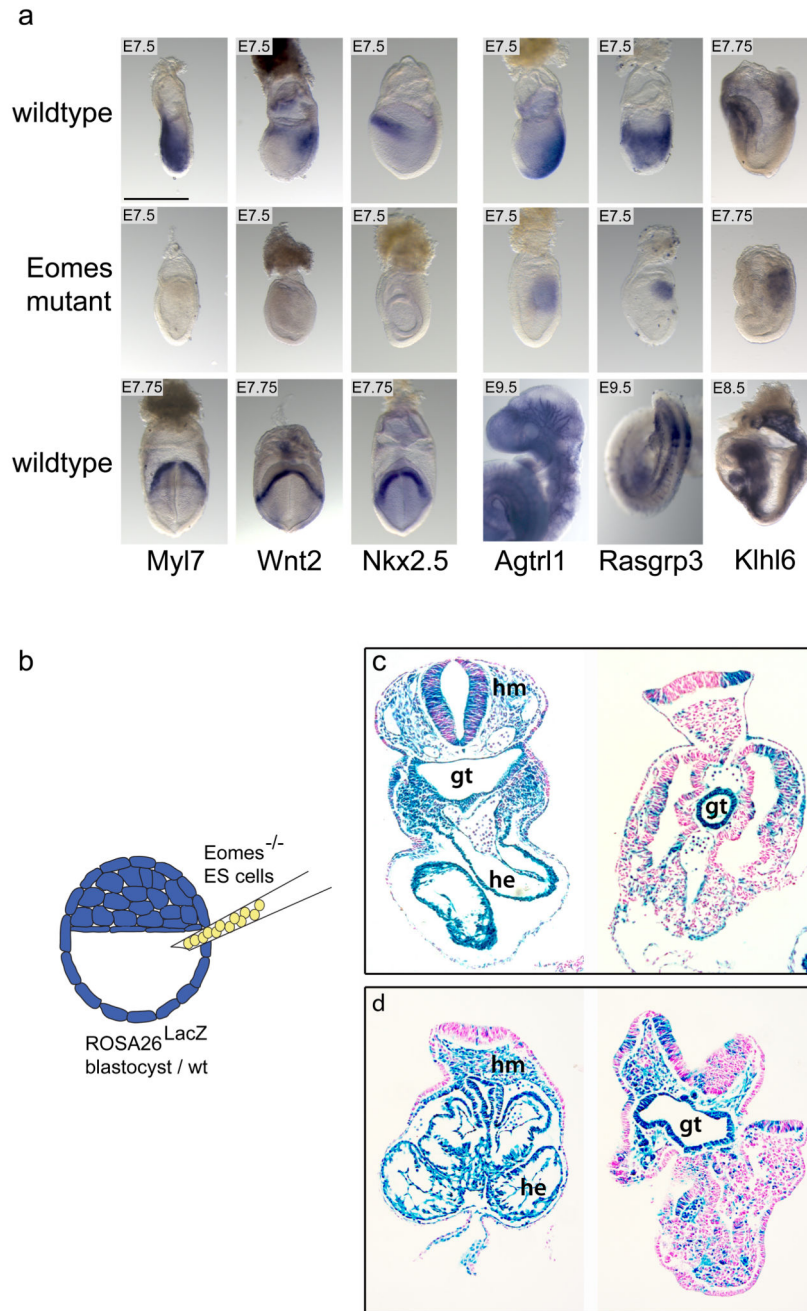 a
E7.5 E7.5 E7.5 E7.5 E7.5 E7.75
wildtype
E7.5 E7.5 E7.5 E7.5 E7.5 E7.75
Eomes
mutant
E7.75 E7.75 E7.75 E9.5 E9.5 E8.5
wildtype
Myl7 Wnt2 Nkx2.5 Agtrl1 Rasgrp3 Klhl6
b
Eomes-/-
ES cells
ROSA26LacZ
blastocyst / wt
c
hm
gt
he
gt
d
hm
he
gt